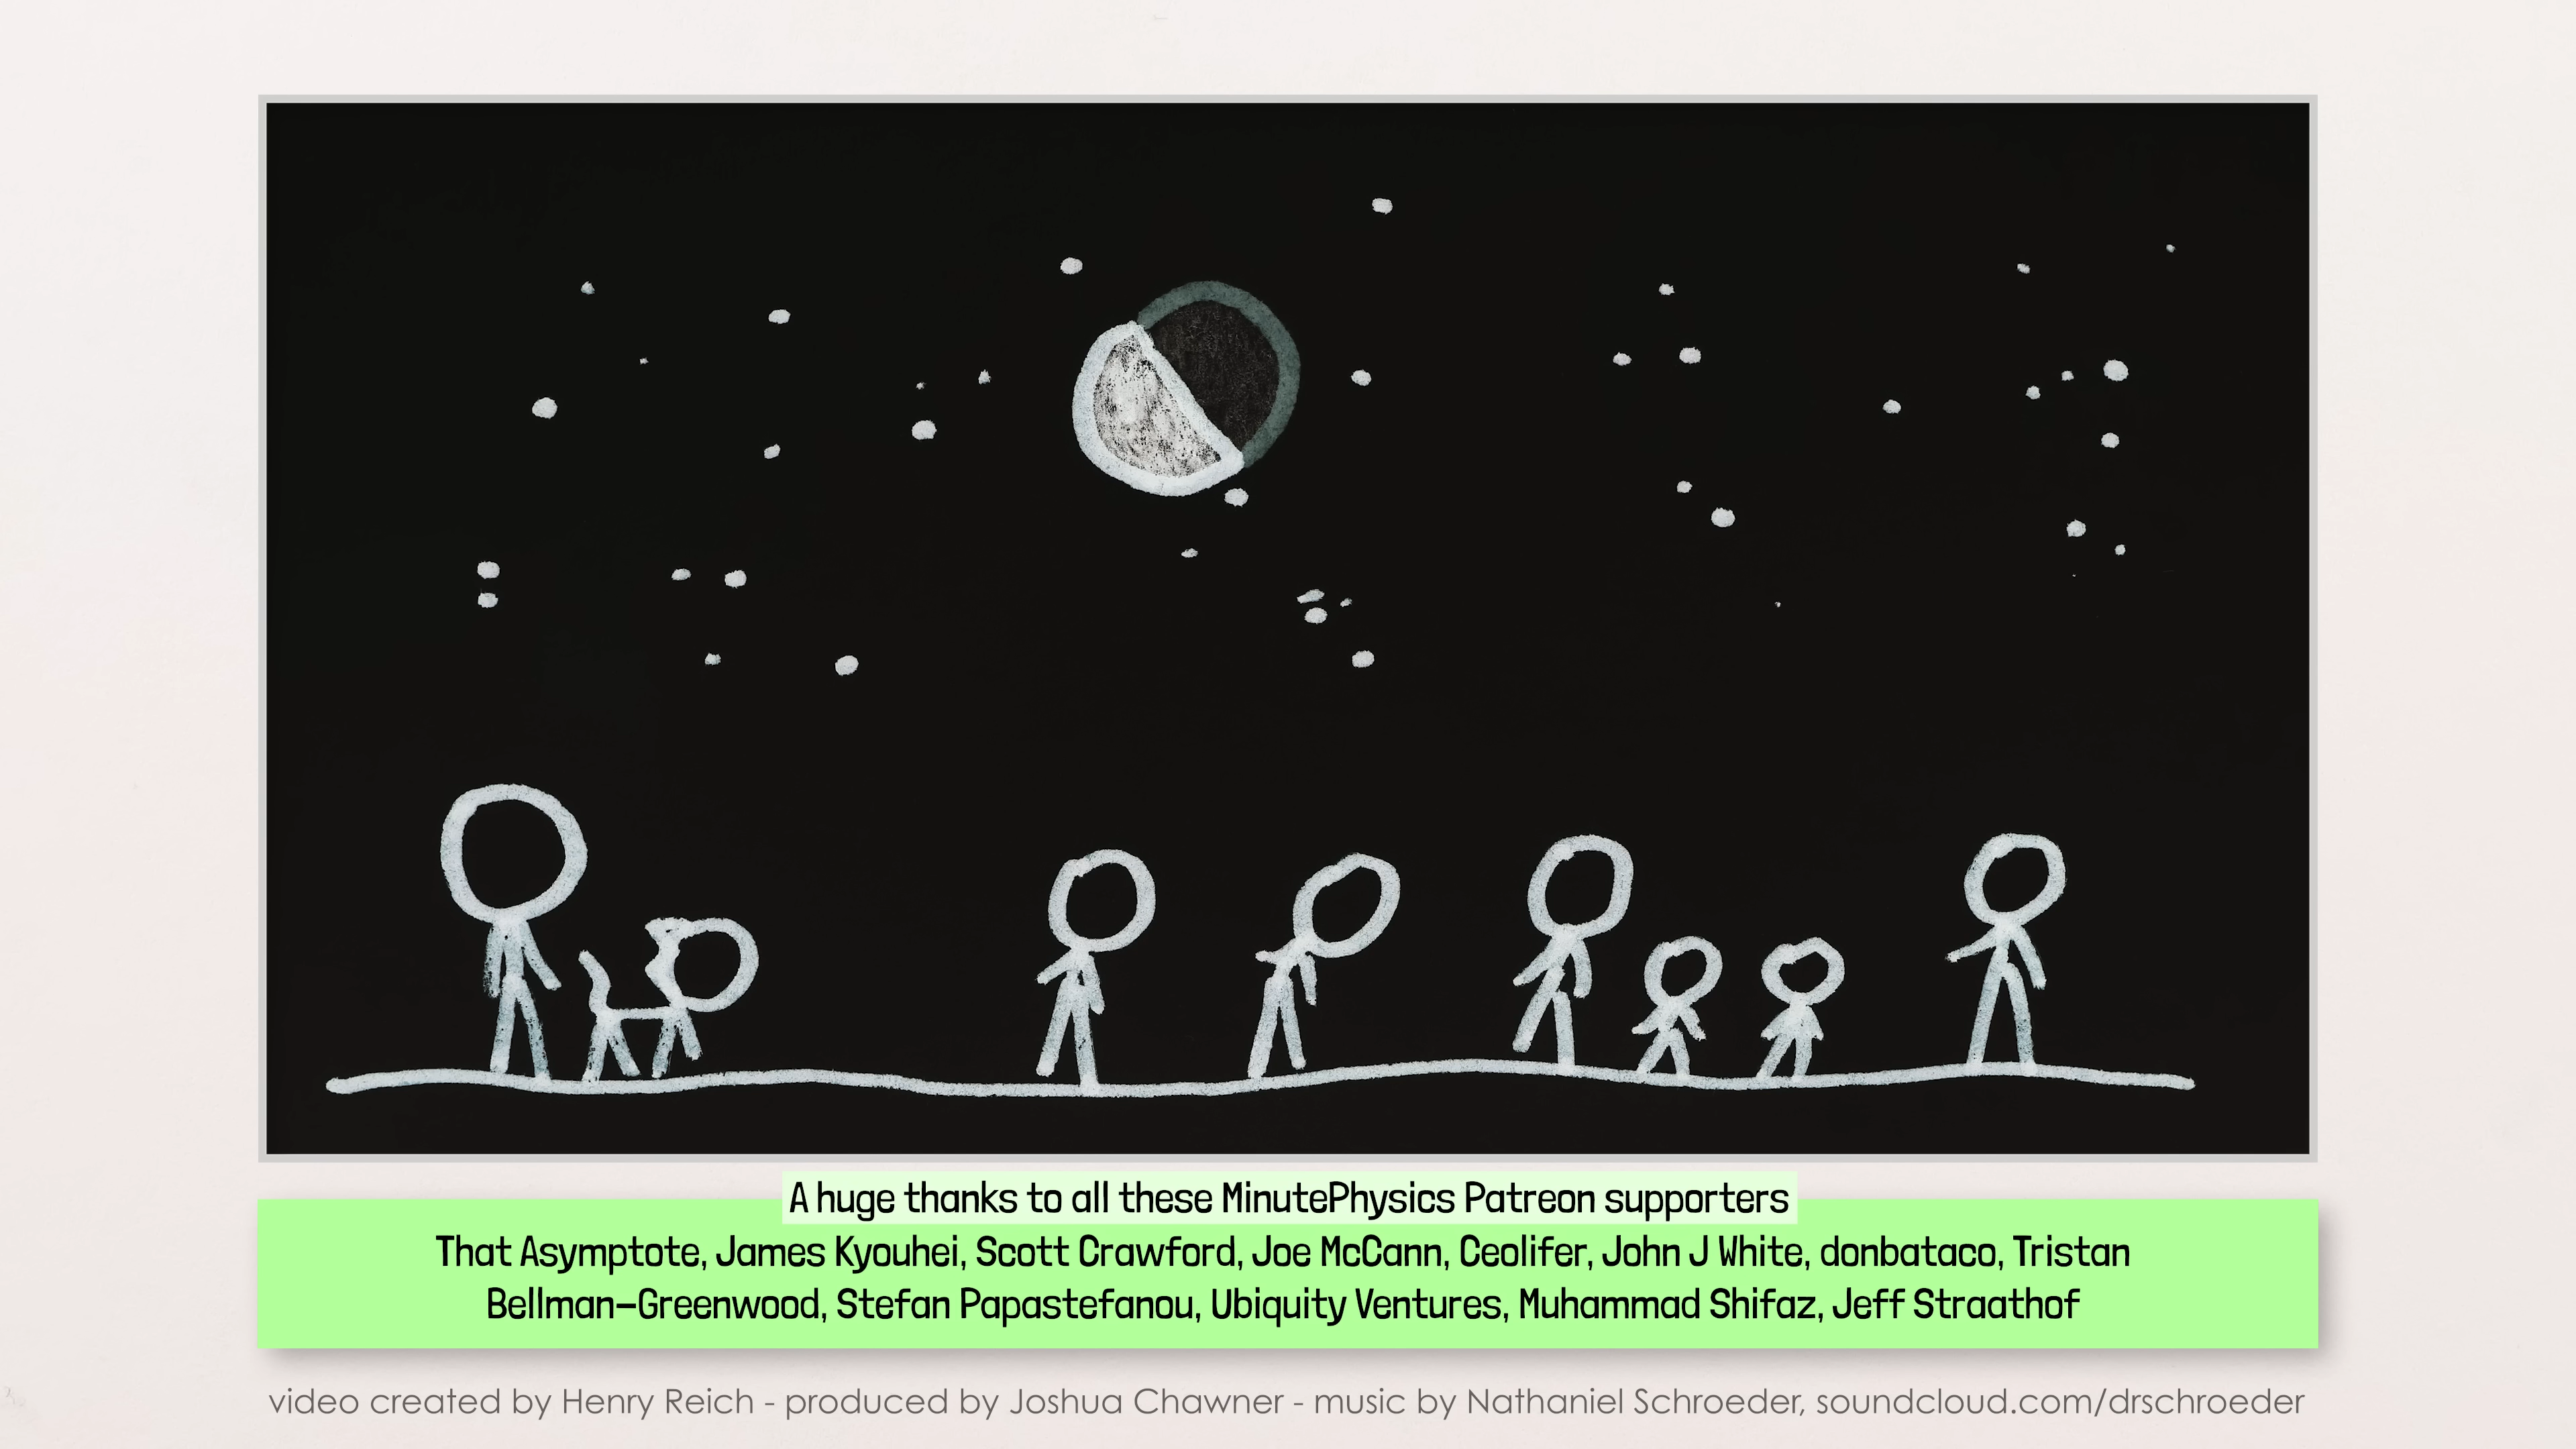 A huge thanks to all these MinutePhysics Patreon supporters
That Asymptote, James Kyouhei, Scott Crawford, Joe McCann, Ceolifer, John J White, donbataco, Tristan
Bellman-Greenwood, Stefan Papastefanou, Ubiquity Ventures, Muhammad Shifaz, Jeff Straathof
video created by Henry Reich - produced by Joshua Chawner - music by Nathaniel Schroeder, soundcloud.com/drschroeder